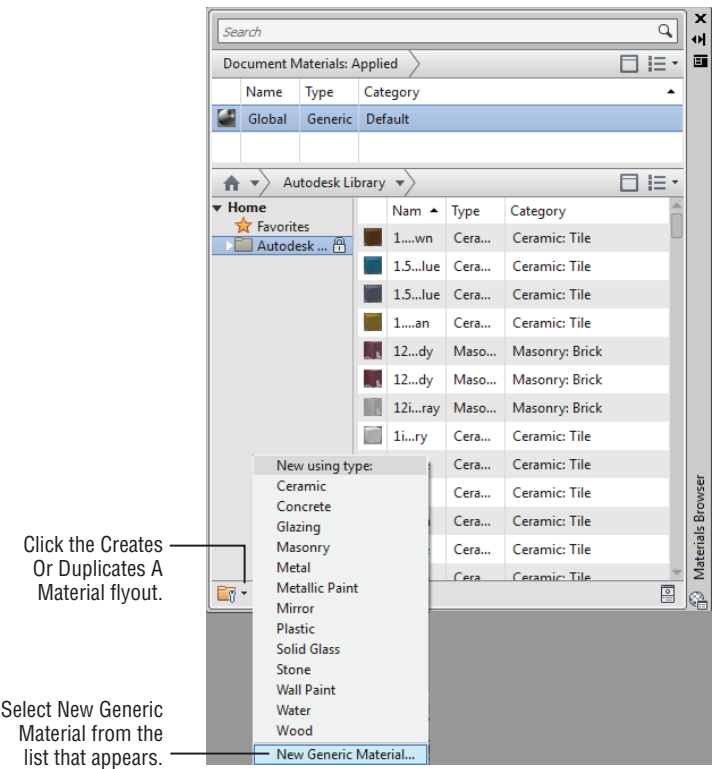 Search
Document Materials: Applied
Name Type Category
Global Generic Default
Autodesk Library
Home
Favorites
Autodesk ...
Nam Type Category
1....wn Cera... Ceramic: Tile
1.5...lue Cera... Ceramic: Tile
1.5...lue Cera... Ceramic: Tile
1....an Cera... Ceramic: Tile
12...dy Maso... Masonry: Brick
12...dy Maso... Masonry: Brick
12i...ray Maso... Masonry: Brick
1i...ry Cera... Ceramic: Tile
Cera... Ceramic: Tile
Cera... Ceramic: Tile
Cera... Ceramic: Tile
Cera... Ceramic: Tile
Cera... Ceramic: Tile
New using type:
Ceramic
Concrete
Glazing
Masonry
Metal
Metallic Paint
Mirror
Plastic
Solid Glass
Stone
Wall Paint
Water
Wood
New Generic Material...
Materials Browser
Click the Creates
Or Duplicates A
Material flyout.
Select New Generic
Material from the
list that appears.